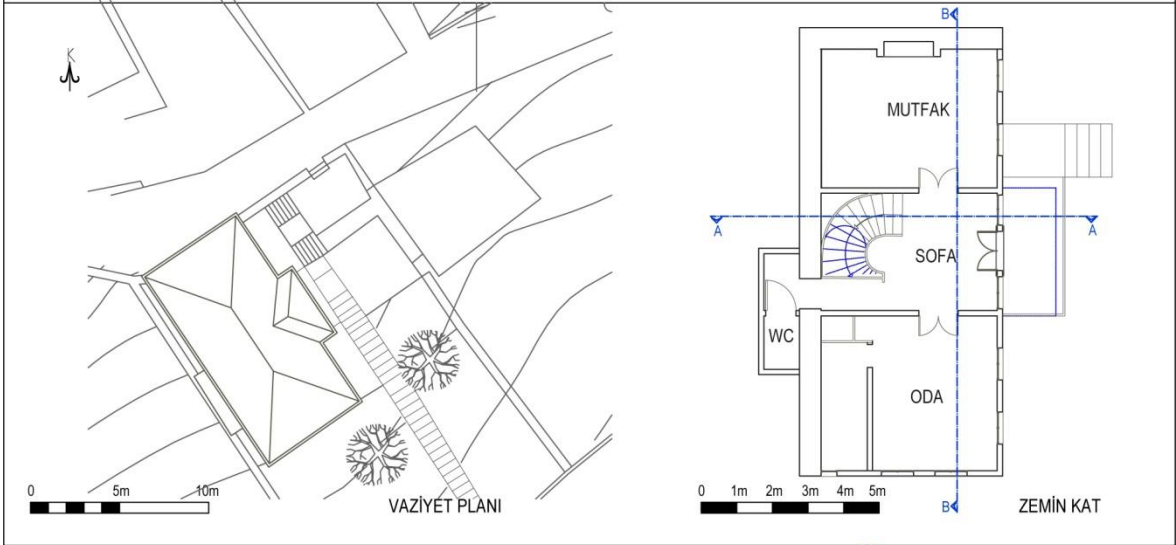 K
0 5m 10m
VAZİYET PLANI
B
MUTFAK
A A
SOFA
WC
ODA
B
0 1m 2m 3m 4m 5m
ZEMİN KAT